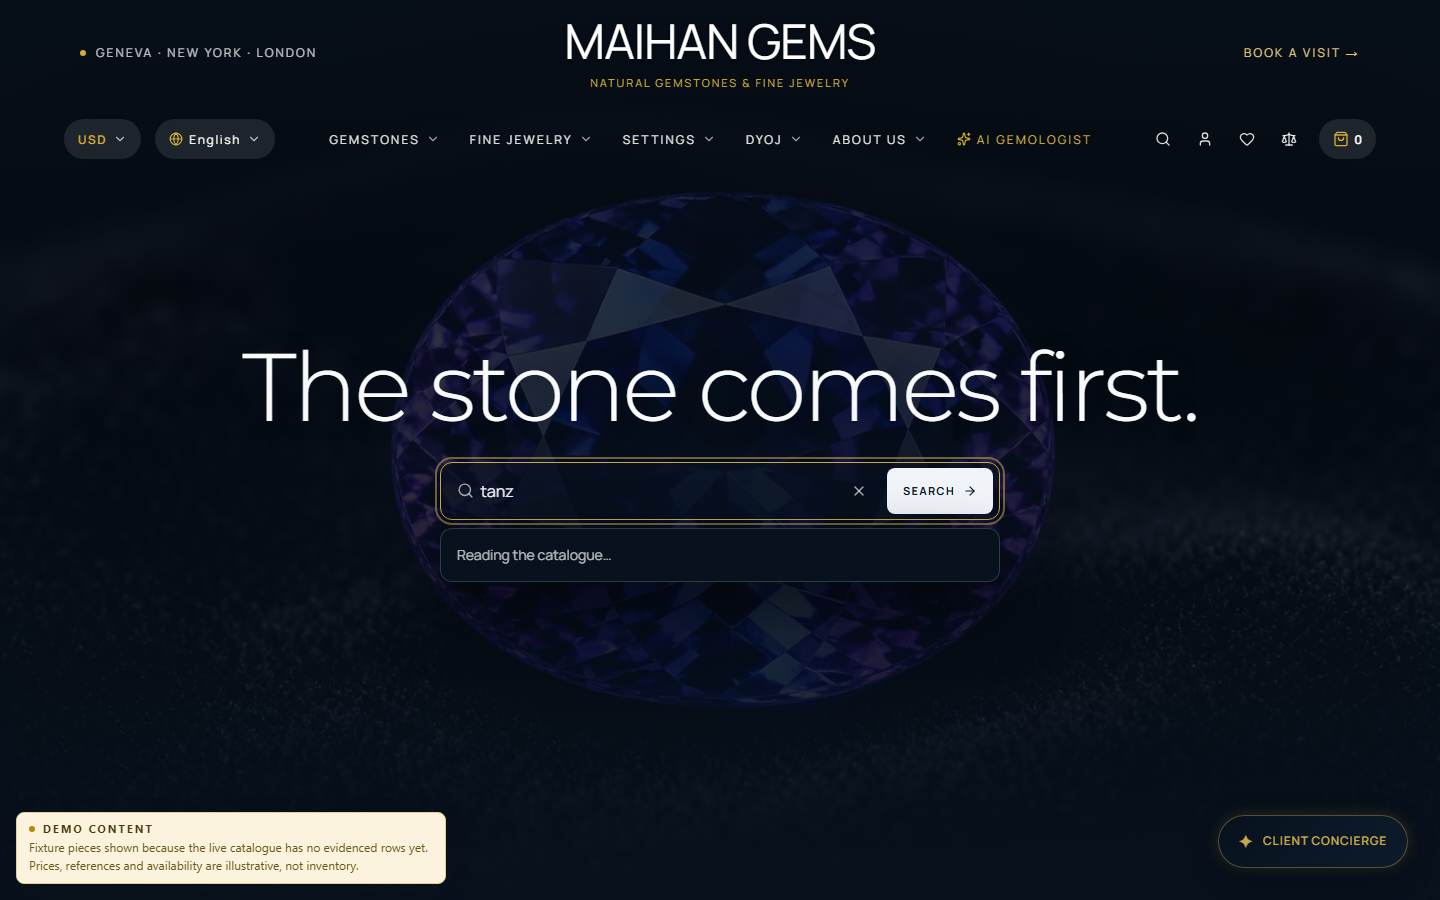 GENEVA · NEW YORK · LONDON
MAIHAN GEMS
NATURAL GEMSTONES & FINE JEWELRY
BOOK A VISIT →
USD
English
GEMSTONES
FINE JEWELRY
SETTINGS
DYOJ
ABOUT US
AI GEMOLOGIST
0
The stone comes first.
tanz
SEARCH →
Reading the catalogue…
DEMO CONTENT
Fixture pieces shown because the live catalogue has no evidenced rows yet.
Prices, references and availability are illustrative, not inventory.
CLIENT CONCIERGE